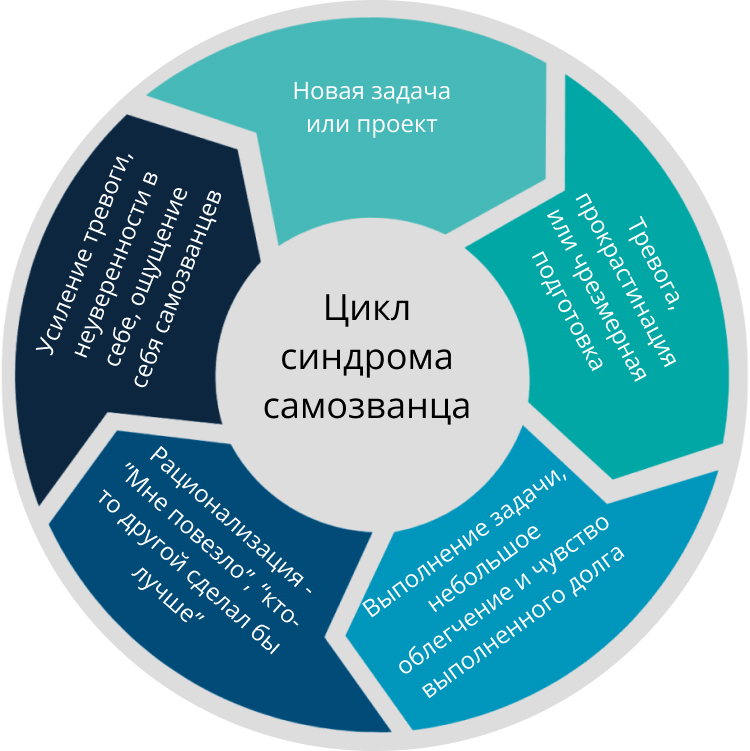 Новая задача
или проект
Тревога,
прокрастинация
или чрезмерная
подготовка
Выполнение задачи,
небольшое
облегчение и чувство
выполненного долга
Рационализация -
"Мне повезло", "кто-
то другой сделал бы
лучше"
Усиление тревоги,
неуверенности в
себе, ощущение
себя самозванцев
Цикл
синдрома
самозванца